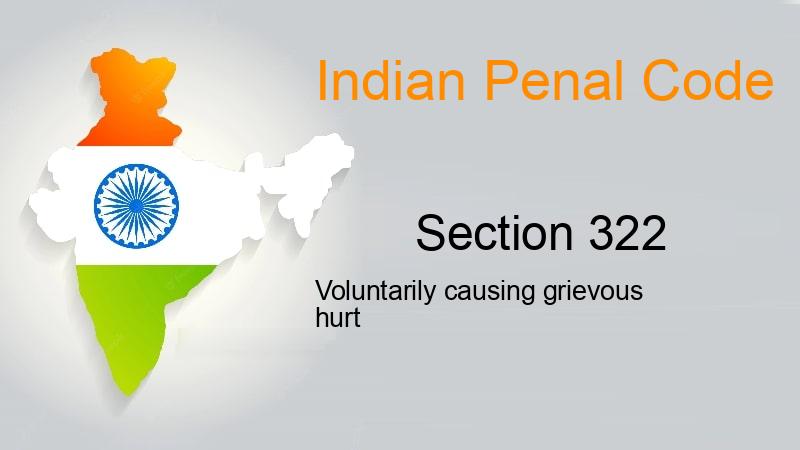 Indian Penal Code
Section 322
Voluntarily causing grievous
hurt